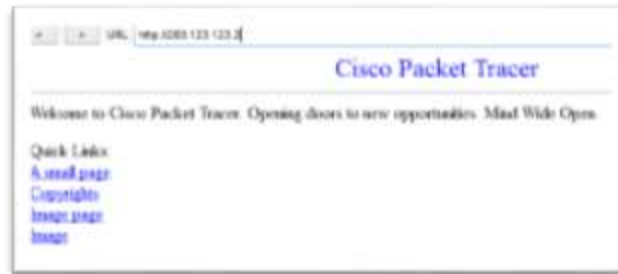 < > URL
Cisco Packet Tracer
Welcome to Cisco Packet Tracer. Opening doors to new opportunities. Mind Wide Open.
Quick Links:
A small page
Copyrights
Image page
Image